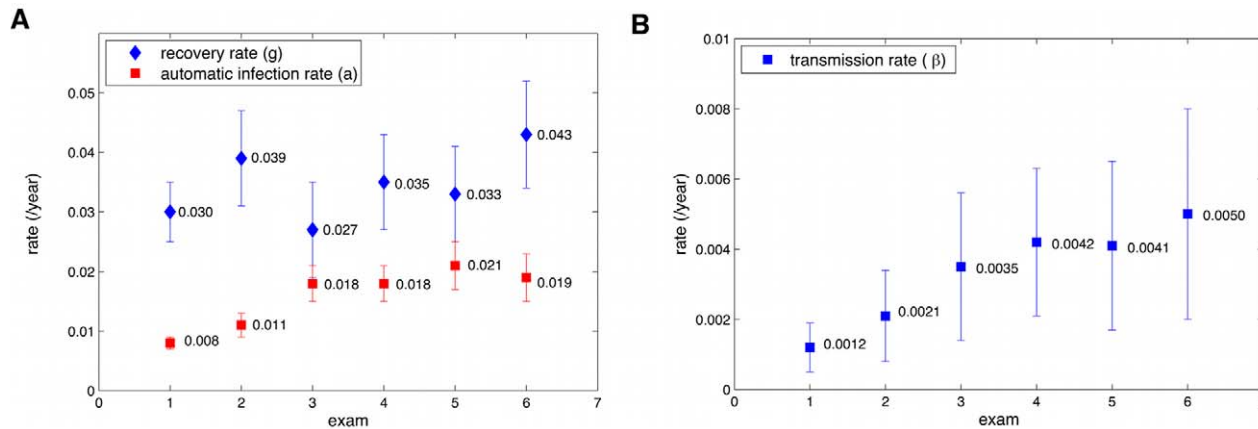 A
recovery rate (g)
automatic infection rate (a)
rate (/year)
0.05
0.04
0.03
0.02
0.01
0
0.030
0.039
0.027
0.035
0.033
0.043
0.008
0.011
0.018
0.018
0.021
0.019
0 1 2 3 4 5 6 7
exam
B
transmission rate ( β)
rate (/year)
0.01
0.008
0.006
0.004
0.002
0
0.0012
0.0021
0.0035
0.0042
0.0041
0.0050
0 1 2 3 4 5 6
exam